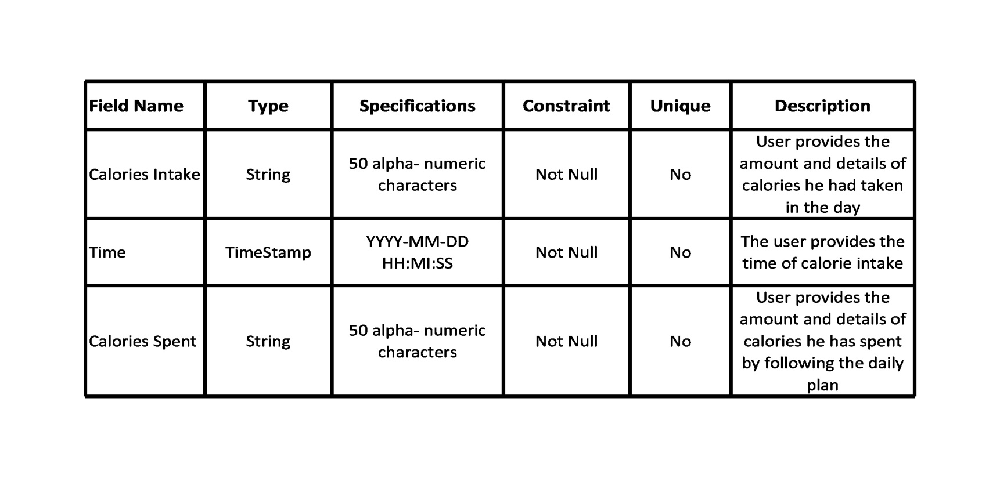 Field Name Type Specifications Constraint Unique Description
Calories Intake String 50 alpha- numeric characters Not Null No User provides the amount and details of calories he had taken in the day
Time TimeStamp YYYY-MM-DD HH:MI:SS Not Null No The user provides the time of calorie intake
Calories Spent String 50 alpha- numeric characters Not Null No User provides the amount and details of calories he has spent by following the daily plan